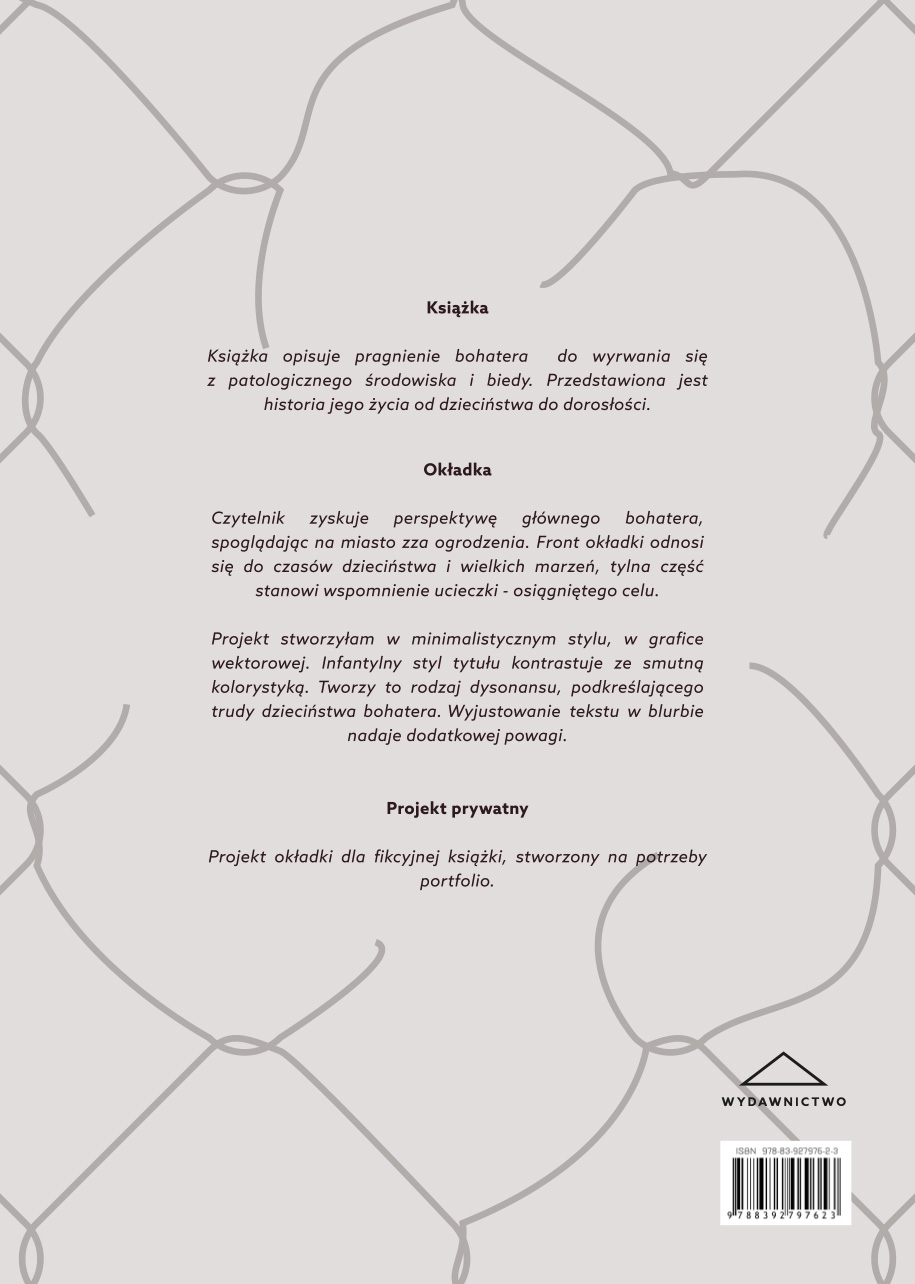 Książka
Książka opisuje pragnienie bohatera do wyrwania się
z patologicznego środowiska i biedy. Przedstawiona jest
historia jego życia od dzieciństwa do dorosłości.
Okładka
Czytelnik zyskuje perspektywę głównego bohatera,
spoglądając na miasto zza ogrodzenia. Front okładki odnosi
się do czasów dzieciństwa i wielkich marzeń, tylna część
stanowi wspomnienie ucieczki - osiągniętego celu.
Projekt stworzyłam w minimalistycznym stylu, w grafice
wektorowej. Infantylny styl tytułu kontrastuje ze smutną
kolorystyką. Tworzy to rodzaj dysonansu, podkreślającego
trudy dzieciństwa bohatera. Wyjustowanie tekstu w blurbie
nadaje dodatkowej powagi.
Projekt prywatny
Projekt okładki dla fikcyjnej książki, stworzony na potrzeby
portfolio.
WYDAWNICTWO
ISBN 978-83-927976-2-3
9 788392 797623